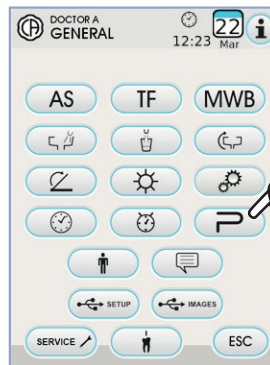 DOCTOR A
GENERAL
12:23
22
Mar
i
AS TF MWB
SETUP IMAGES
SERVICE ESC